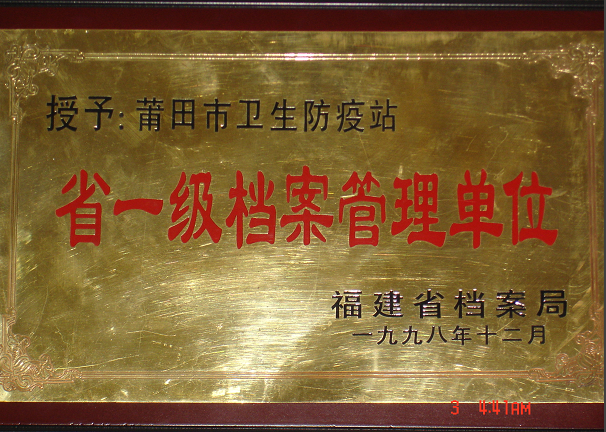 授予:莆田市卫生防疫站
省一级档案管理单位
福建省档案局
一九九八年十二月
3 4:41AM